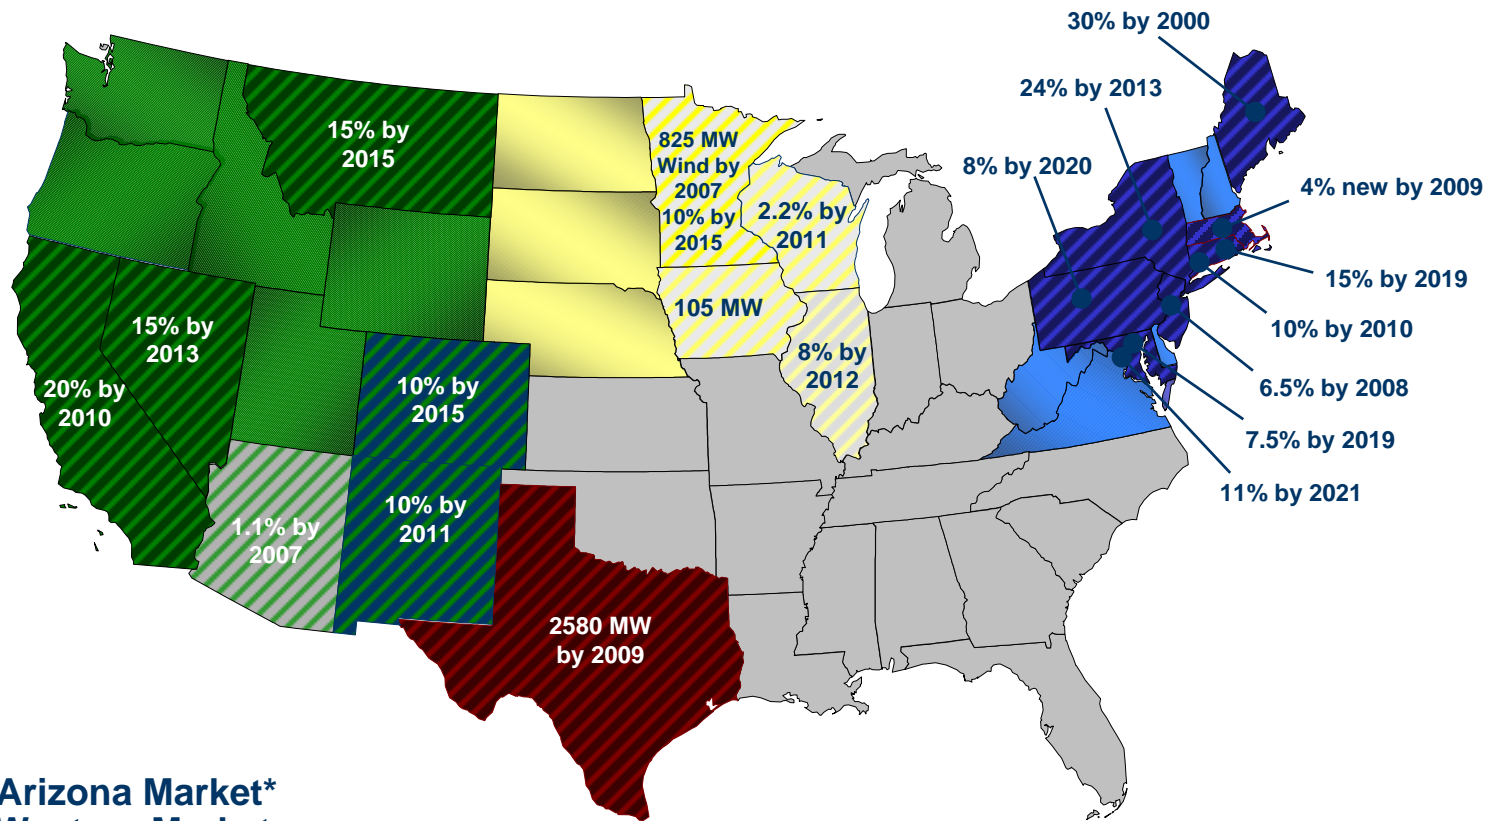 30% by 2000
24% by 2013
8% by 2020
4% new by 2009
15% by 2019
10% by 2010
6.5% by 2008
7.5% by 2019
11% by 2021
15% by
2015
825 MW
Wind by
2007
10% by
2015
2.2% by
2011
105 MW
8% by
2012
15% by
2013
20% by
2010
10% by
2015
10% by
2011
1.1% by
2007
2580 MW
by 2009
Arizona Market*
Western Market